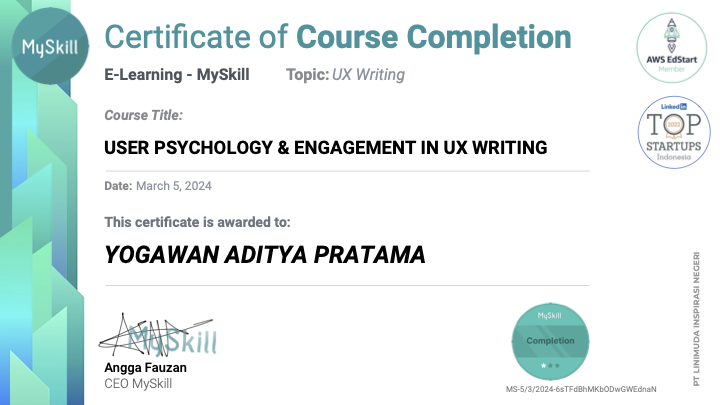 MySkill
Certificate of Course Completion
AWS EdStart
Member
E-Learning - MySkill Topic: UX Writing
LinkedIn
2022
TOP
STARTUPS
Indonesia
Course Title:
USER PSYCHOLOGY & ENGAGEMENT IN UX WRITING
Date: March 5, 2024
This certificate is awarded to:
YOGAWAN ADITYA PRATAMA
MySkill
Angga Fauzan
CEO MySkill
MySkill
Completion
MS-5/3/2024-6sTFdBhMKbODwGWEdnaN
PT LINIMUDA INSPIRASI NEGERI